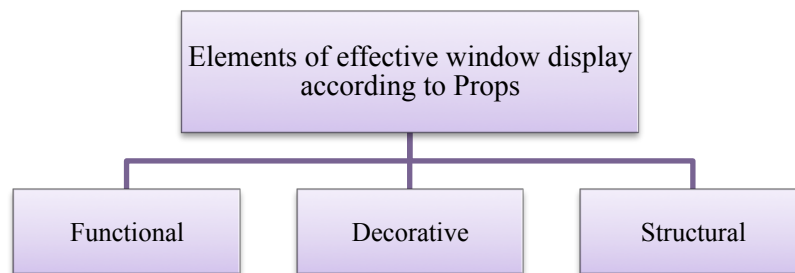 Elements of effective window display
according to Props
Functional
Decorative
Structural